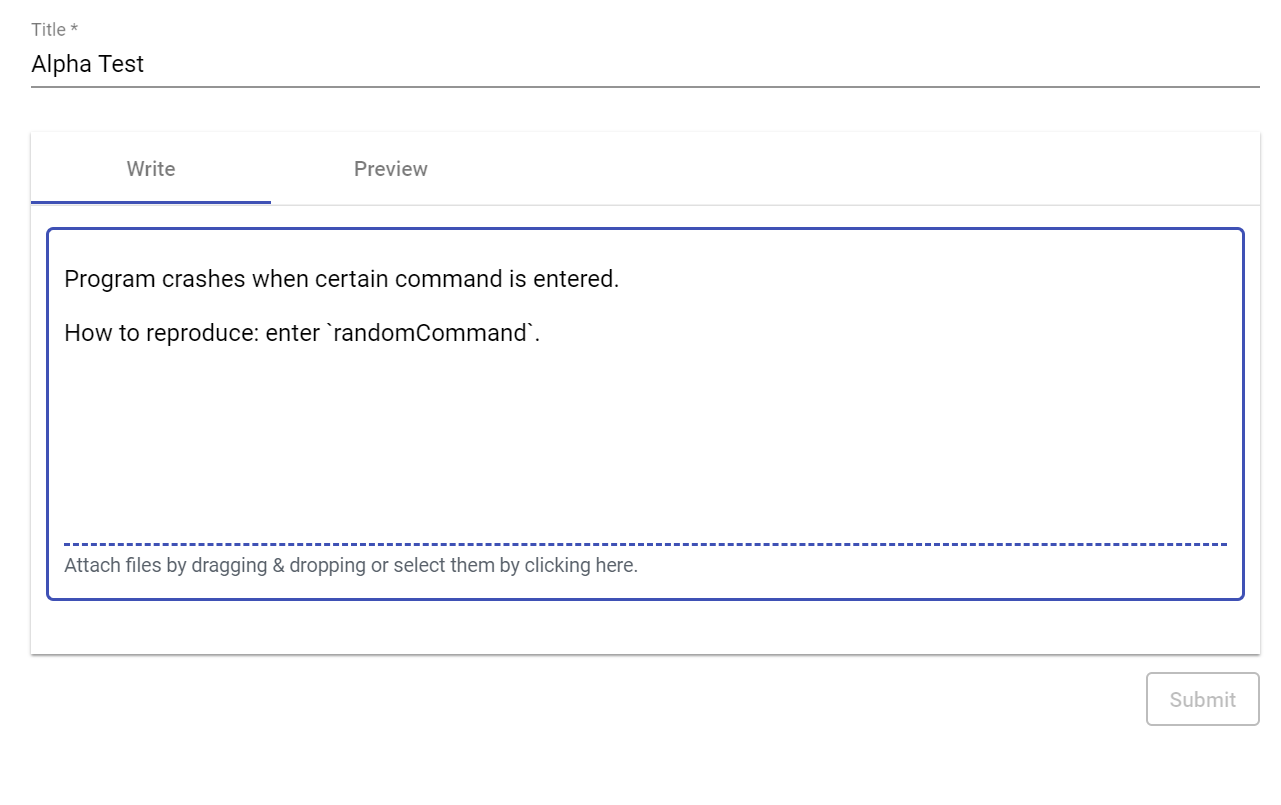 Title *
Alpha Test
Write
Preview
Program crashes when certain command is entered.
How to reproduce: enter `randomCommand`.
Attach files by dragging & dropping or select them by clicking here.
Submit